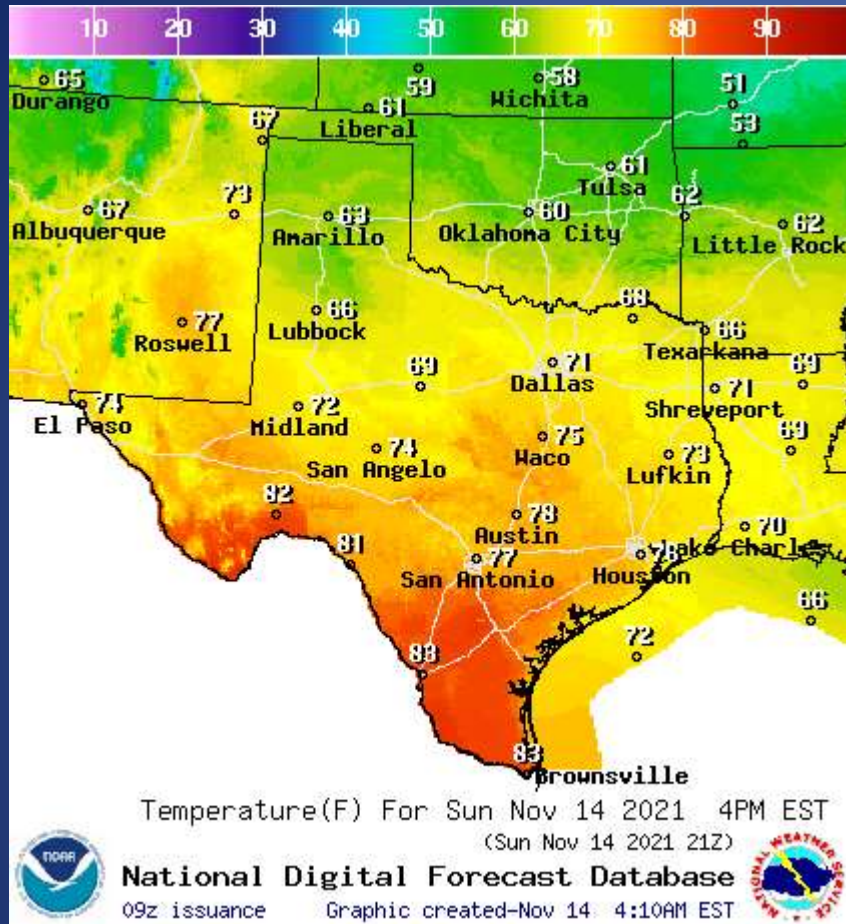 10 20 30 40 50 60 70 80 90
65
Durango
59
58
Wichita
51
61
Liberal
67
53
61
Tulsa
67
Albuquerque
73
63
Amarillo
60
Oklahoma City
62
62
Little Rock
77
Roswell
66
Lubbock
68
66
Texarkana
69
71
Dallas
71
Shreveport
69
74
El Paso
72
Midland
74
San Angelo
75
Waco
73
Lufkin
69
82
78
Austin
70
Lake Charles
81
77
San Antonio
78
Houston
66
72
83
83
Brownsville
Temperature(F) For Sun Nov 14 2021 4PM EST
(Sun Nov 14 2021 21Z)
NOAA
National Digital Forecast Database
09z issuance Graphic created-Nov 14 4:10AM EST
NATIONAL WEATHER SERVICE